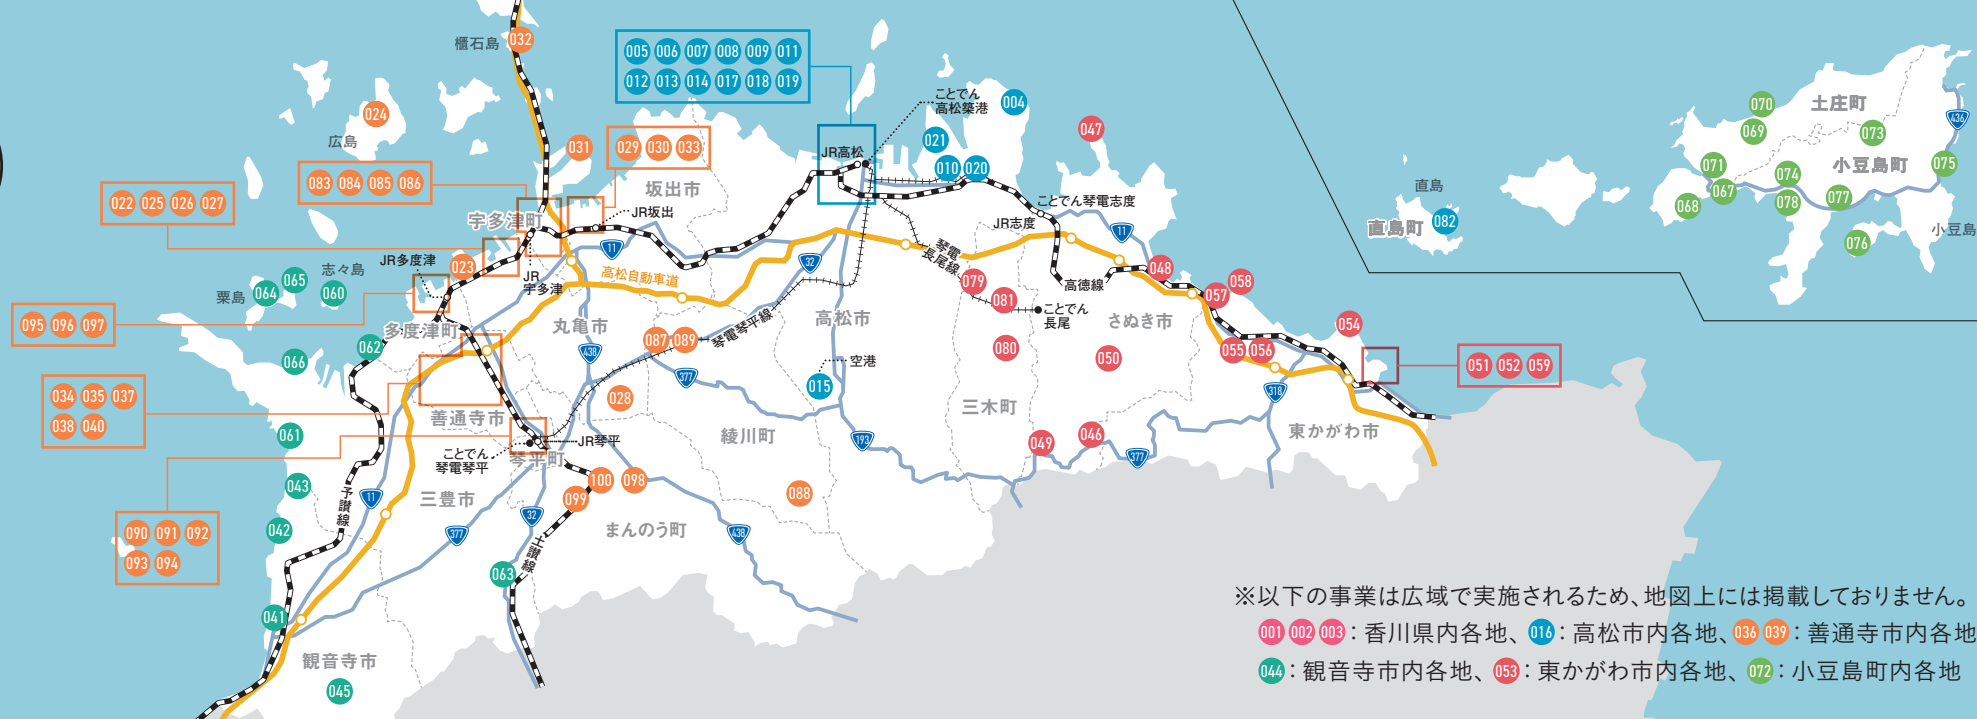 櫃石島
032
005 006 007 008 009 011
012 013 014 017 018 019
ことでん
高松築港
004
021
010 020
047
JR高松
024
広島
031
029 030 033
083 084 085 086
022 025 026 027
坂出市
宇多津町
JR坂出
JR
宇多津
11
高松自動車道
志々島
JR多度津
023
065
064
060
粟島
095 096 097
多度津町
062
066
丸亀市
438
087 089
琴電琴平線
32
377
高松市
空港
015
JR志度
ことでん琴電志度
11
琴電
長尾線
079
081
ことでん
長尾
高徳線
048
058
057
さぬき市
080
050
054
055 056
051 052 059
318
034 035 037
038 040
善通寺市
028
JR琴平
ことでん
琴電琴平
琴平町
綾川町
193
三木町
049
046
377
東かがわ市
061
043
042
予讃線
11
三豊市
377
100 098
099
32
土讃線
まんのう町
438
088
090 091 092
093 094
063
041
観音寺市
045
直島
直島町
082
土庄町
070
069
073
436
小豆島町
071
067
068
074
078
077
075
076
小豆島
※以下の事業は広域で実施されるため、地図上には掲載しておりません。
001 002 003：香川県内各地、016：高松市内各地、036 039：善通寺市内各地
044：観音寺市内各地、053：東かがわ市内各地、072：小豆島町内各地